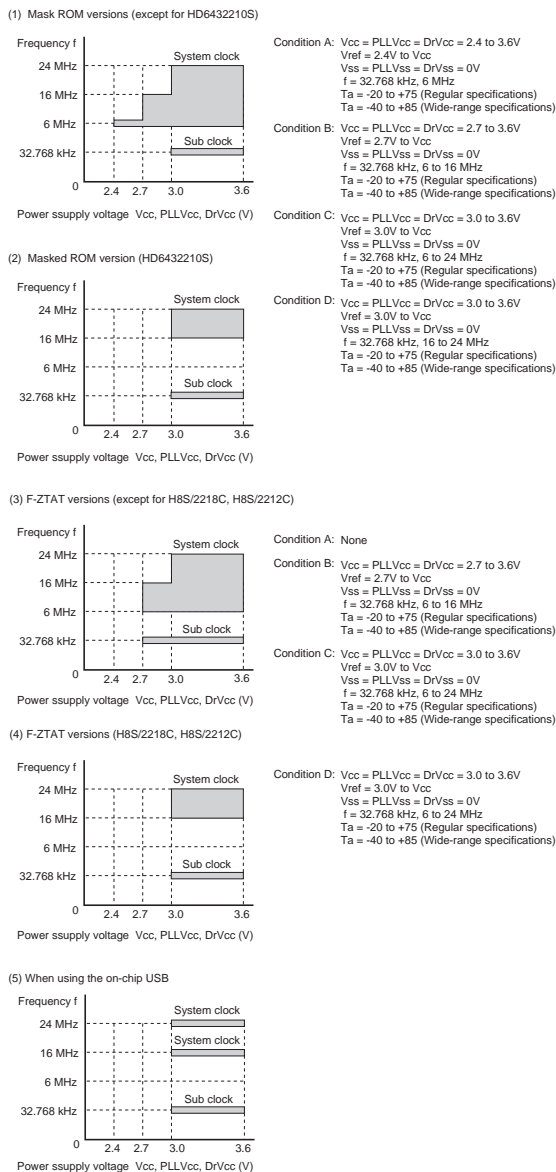 (1) Mask ROM versions (except for HD6432210S)
Frequency f
System clock
24 MHz
16 MHz
6 MHz
Sub clock
32.768 kHz
0
2.4 2.7 3.0 3.6
Power ssupply voltage Vcc, PLLVcc, DrVcc (V)
Condition A: Vcc = PLLVcc = DrVcc = 2.4 to 3.6V
Vref = 2.4V to Vcc
Vss = PLLVss = DrVss = 0V
f = 32.768 kHz, 6 MHz
Ta = -20 to +75 (Regular specifications)
Ta = -40 to +85 (Wide-range specifications)
Condition B: Vcc = PLLVcc = DrVcc = 2.7 to 3.6V
Vref = 2.7V to Vcc
Vss = PLLVss = DrVss = 0V
f = 32.768 kHz, 6 to 16 MHz
Ta = -20 to +75 (Regular specifications)
Ta = -40 to +85 (Wide-range specifications)
Condition C: Vcc = PLLVcc = DrVcc = 3.0 to 3.6V
Vref = 3.0V to Vcc
Vss = PLLVss = DrVss = 0V
f = 32.768 kHz, 6 to 24 MHz
Ta = -20 to +75 (Regular specifications)
Ta = -40 to +85 (Wide-range specifications)
(2) Masked ROM version (HD6432210S)
Frequency f
System clock
24 MHz
16 MHz
6 MHz
Sub clock
32.768 kHz
0
2.4 2.7 3.0 3.6
Power ssupply voltage Vcc, PLLVcc, DrVcc (V)
Condition D: Vcc = PLLVcc = DrVcc = 3.0 to 3.6V
Vref = 3.0V to Vcc
Vss = PLLVss = DrVss = 0V
f = 32.768 kHz, 16 to 24 MHz
Ta = -20 to +75 (Regular specifications)
Ta = -40 to +85 (Wide-range specifications)
(3) F-ZTAT versions (except for H8S/2218C, H8S/2212C)
Frequency f
System clock
24 MHz
16 MHz
6 MHz
Sub clock
32.768 kHz
0
2.4 2.7 3.0 3.6
Power ssupply voltage Vcc, PLLVcc, DrVcc (V)
Condition A: None
Condition B: Vcc = PLLVcc = DrVcc = 2.7 to 3.6V
Vref = 2.7V to Vcc
Vss = PLLVss = DrVss = 0V
f = 32.768 kHz, 6 to 16 MHz
Ta = -20 to +75 (Regular specifications)
Ta = -40 to +85 (Wide-range specifications)
Condition C: Vcc = PLLVcc = DrVcc = 3.0 to 3.6V
Vref = 3.0V to Vcc
Vss = PLLVss = DrVss = 0V
f = 32.768 kHz, 6 to 24 MHz
Ta = -20 to +75 (Regular specifications)
Ta = -40 to +85 (Wide-range specifications)
(4) F-ZTAT versions (H8S/2218C, H8S/2212C)
Frequency f
System clock
24 MHz
16 MHz
6 MHz
Sub clock
32.768 kHz
0
2.4 2.7 3.0 3.6
Power ssupply voltage Vcc, PLLVcc, DrVcc (V)
Condition D: Vcc = PLLVcc = DrVcc = 3.0 to 3.6V
Vref = 3.0V to Vcc
Vss = PLLVss = DrVss = 0V
f = 32.768 kHz, 6 to 24 MHz
Ta = -20 to +75 (Regular specifications)
Ta = -40 to +85 (Wide-range specifications)
(5) When using the on-chip USB
Frequency f
System clock
24 MHz
System clock
16 MHz
6 MHz
Sub clock
32.768 kHz
0
2.4 2.7 3.0 3.6
Power ssupply voltage Vcc, PLLVcc, DrVcc (V)